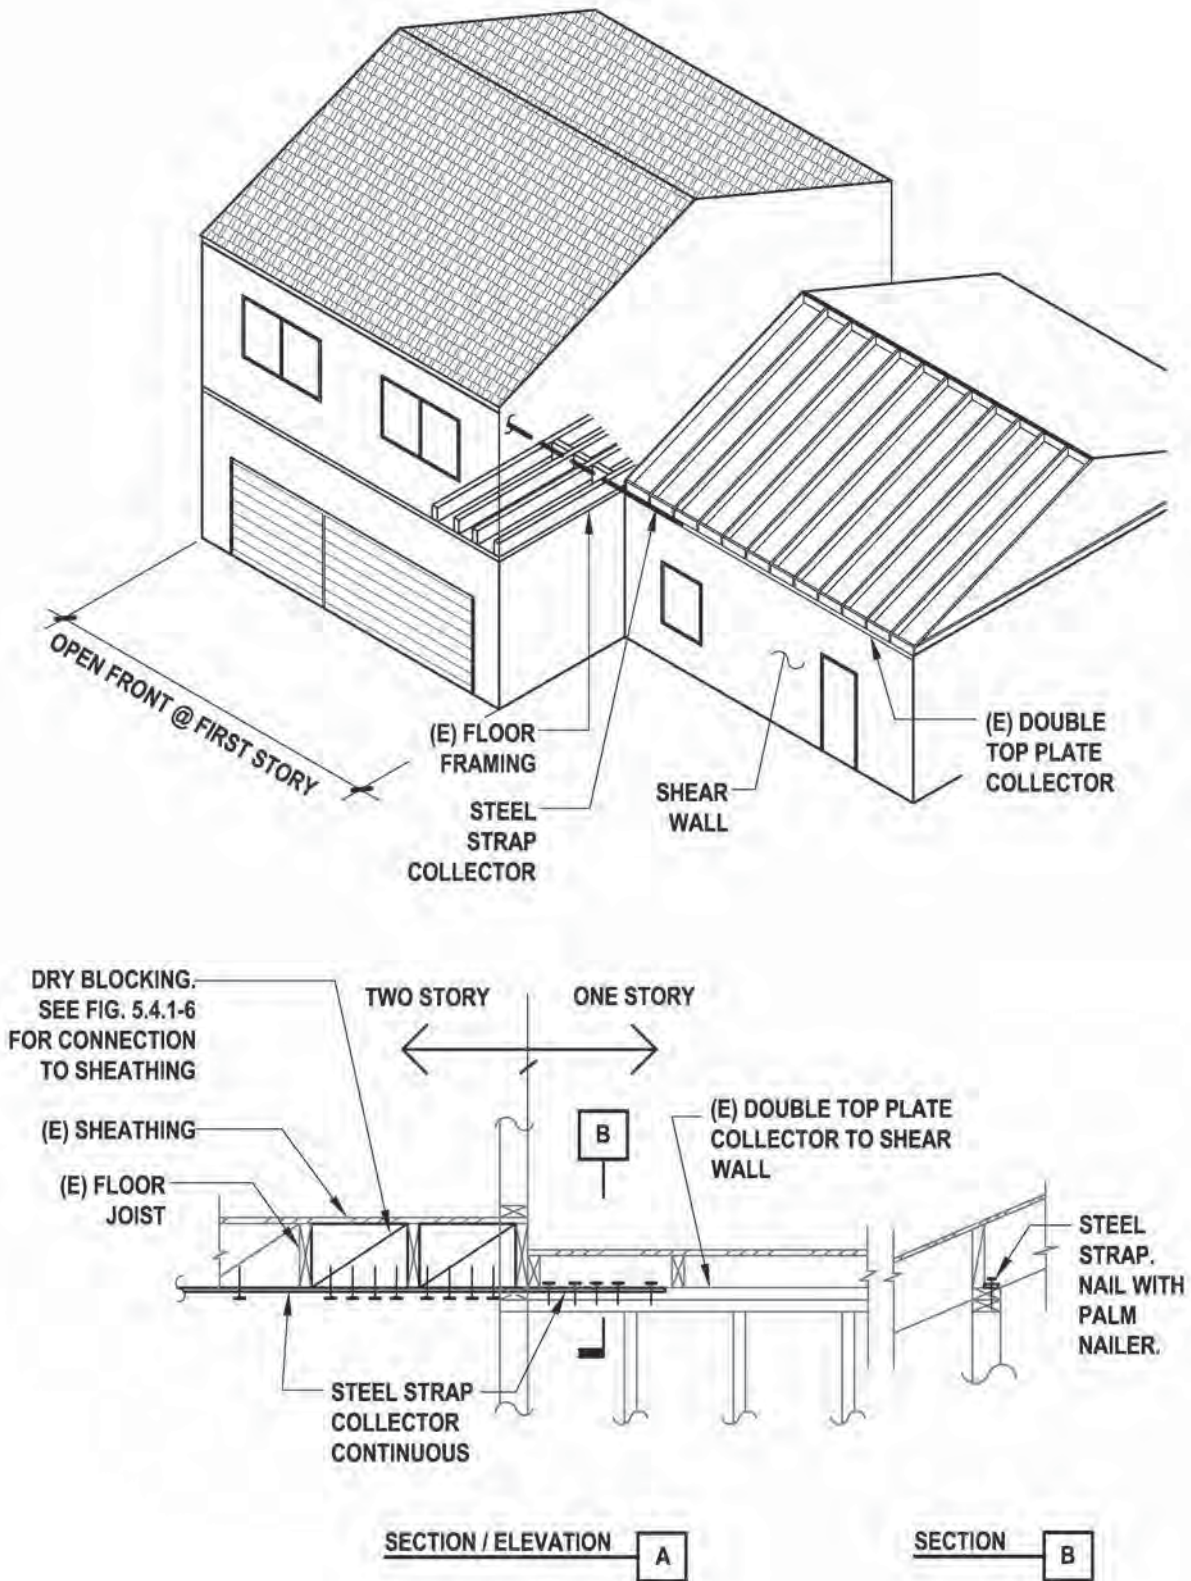 OPEN FRONT @ FIRST STORY
(E) FLOOR
FRAMING
STEEL
STRAP
COLLECTOR
SHEAR
WALL
(E) DOUBLE
TOP PLATE
COLLECTOR
DRY BLOCKING.
SEE FIG. 5.4.1-6
FOR CONNECTION
TO SHEATHING
(E) SHEATHING
(E) FLOOR
JOIST
TWO STORY
ONE STORY
B
(E) DOUBLE TOP PLATE
COLLECTOR TO SHEAR
WALL
STEEL
STRAP.
NAIL WITH
PALM
NAILER.
STEEL STRAP
COLLECTOR
CONTINUOUS
SECTION / ELEVATION A
SECTION B